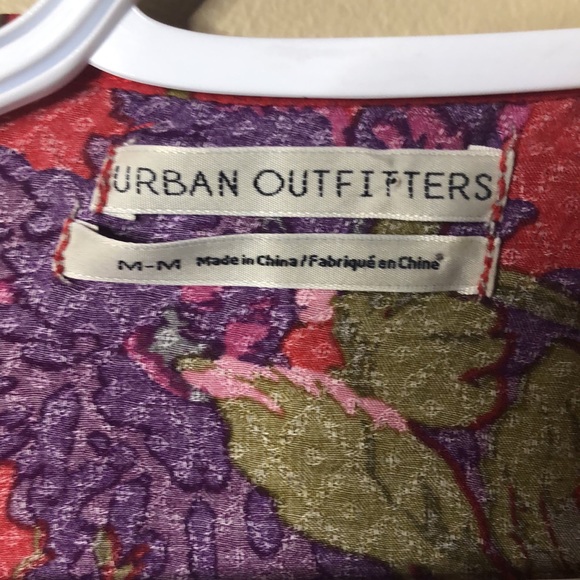 URBAN OUTFITTERS
M-M Made in China / Fabriqué en Chine